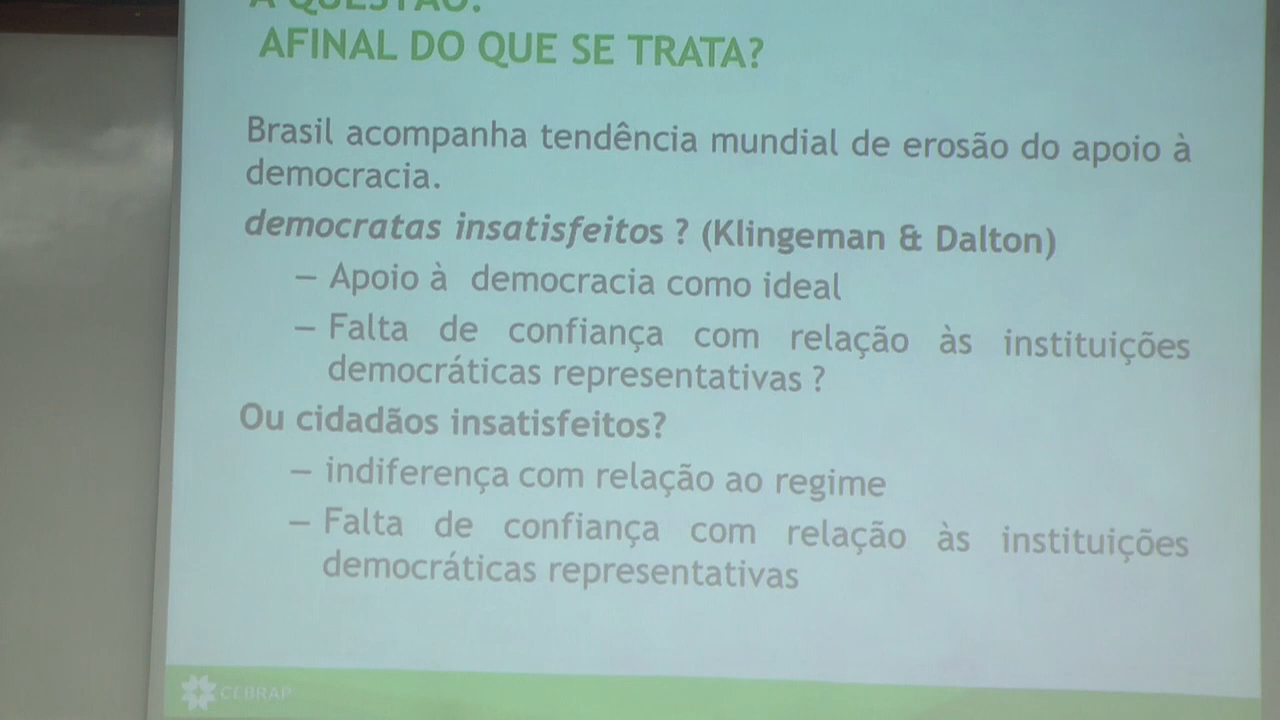 A QUESTÃO:
AFINAL DO QUE SE TRATA?
Brasil acompanha tendência mundial de erosão do apoio à
democracia.
democratas insatisfeitos ? (Klingeman & Dalton)
– Apoio à democracia como ideal
– Falta de confiança com relação às instituições
democráticas representativas ?
Ou cidadãos insatisfeitos?
– indiferença com relação ao regime
– Falta de confiança com relação às instituições
democráticas representativas
CEBRAP